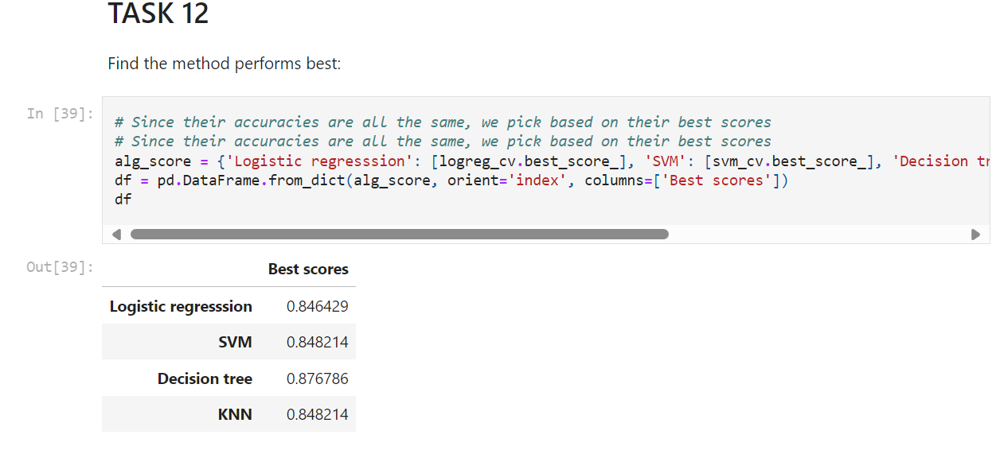 TASK 12
Find the method performs best:
In [39]:
# Since their accuracies are all the same, we pick based on their best scores
# Since their accuracies are all the same, we pick based on their best scores
alg_score = {'Logistic regresssion': [logreg_cv.best_score_], 'SVM': [svm_cv.best_score_], 'Decision tr
df = pd.DataFrame.from_dict(alg_score, orient='index', columns=['Best scores'])
df
Out[39]:
Best scores
Logistic regresssion 0.846429
SVM 0.848214
Decision tree 0.876786
KNN 0.848214